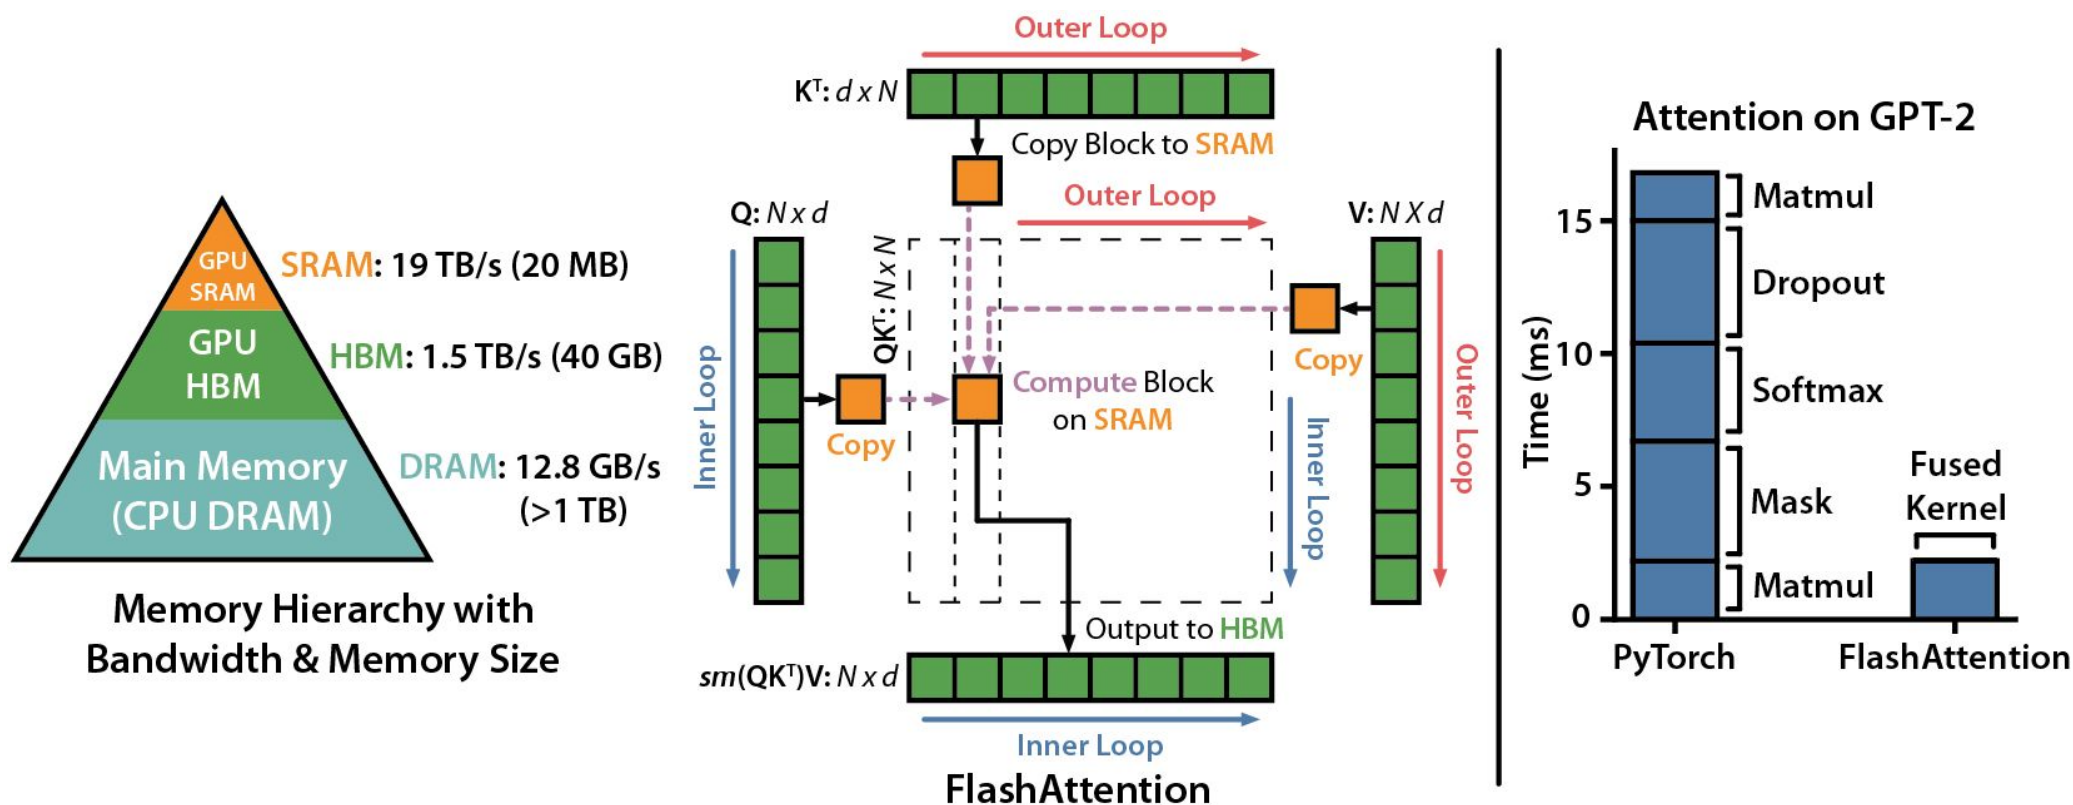 GPU
SRAM
SRAM: 19 TB/s (20 MB)
GPU
HBM
HBM: 1.5 TB/s (40 GB)
Main Memory
(CPU DRAM)
DRAM: 12.8 GB/s
(>1 TB)
Memory Hierarchy with
Bandwidth & Memory Size
Outer Loop
Kᵀ: d x N
Copy Block to SRAM
Outer Loop
Q: N x d
V: N X d
QKᵀ: N x N
Inner Loop
Copy
Compute Block
on SRAM
Copy
Inner Loop
Outer Loop
Output to HBM
sm(QKᵀ)V: N x d
Inner Loop
FlashAttention
Attention on GPT-2
Time (ms)
15
10
5
0
Matmul
Dropout
Softmax
Mask
Matmul
Fused
Kernel
PyTorch
FlashAttention